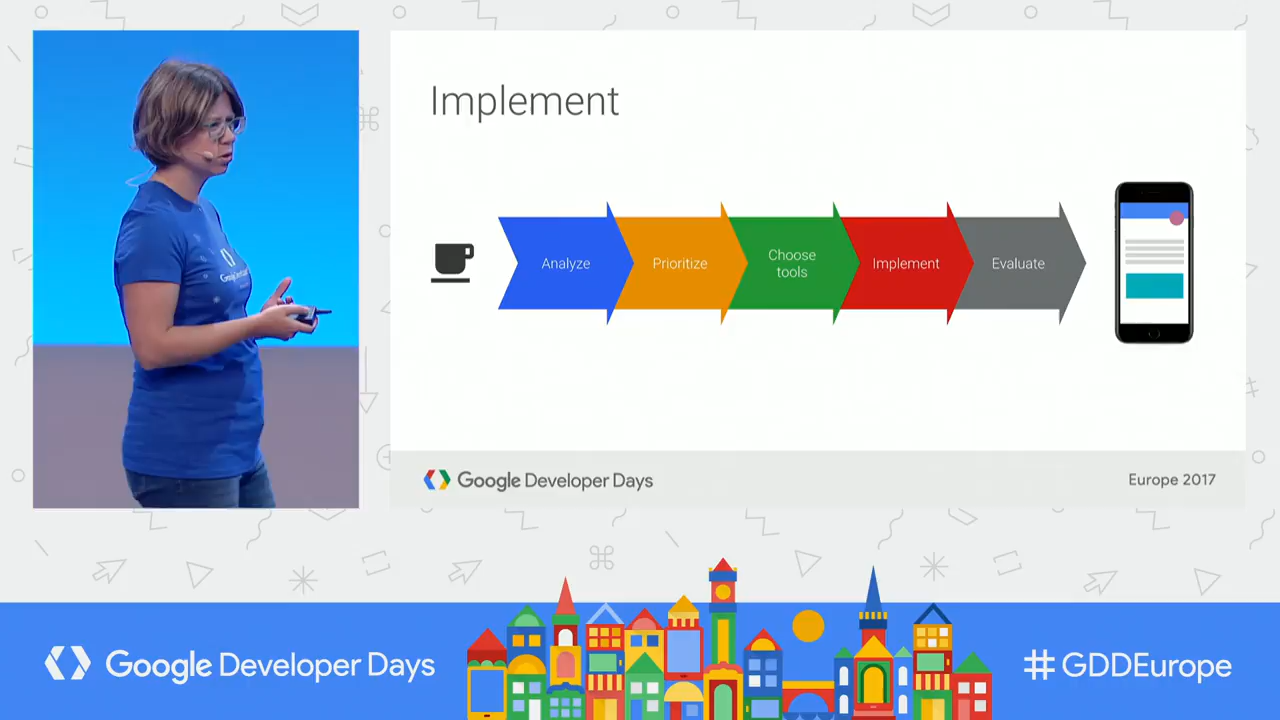 Implement
Analyze
Prioritize
Choose
tools
Implement
Evaluate
Google Developer Days
Europe 2017
Google Developer Days
#GDDEurope